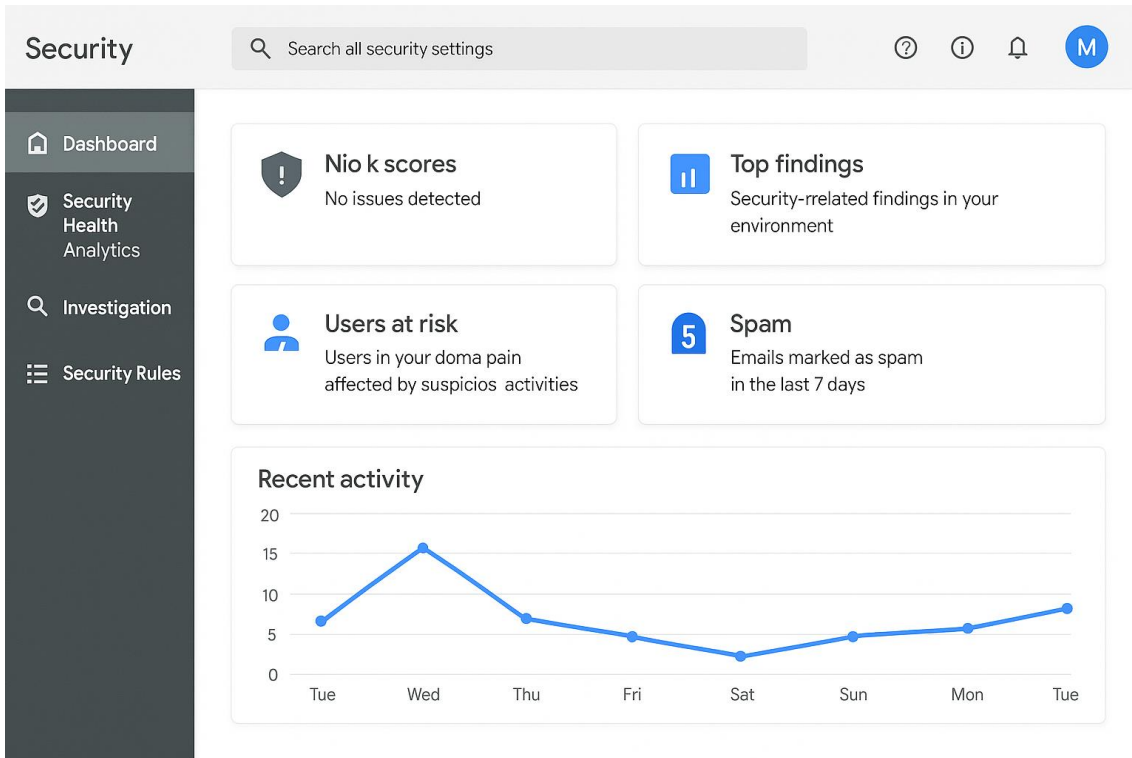 Security
Search all security settings
M
Dashboard
Security
Health
Analytics
Investigation
Security Rules
Nio k scores
No issues detected
Top findings
Security-rrelated findings in your
environment
Users at risk
Users in your doma pain
affected by suspicios activities
5
Spam
Emails marked as spam
in the last 7 days
Recent activity
20
15
10
5
0
Tue Wed Thu Fri Sat Sun Mon Tue